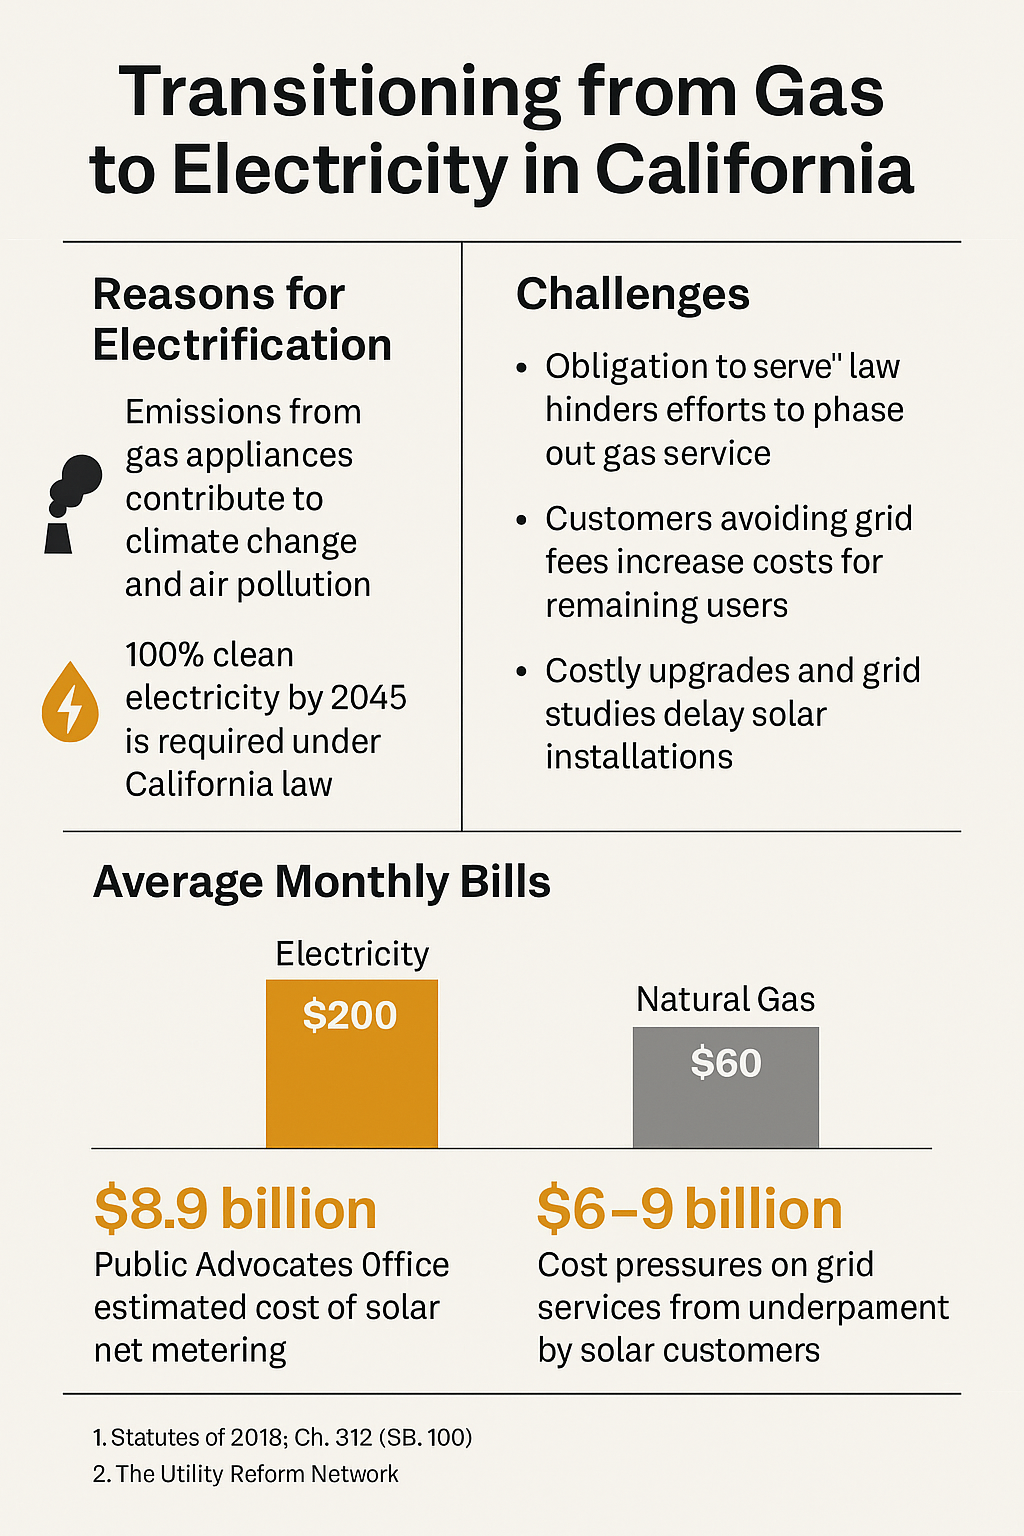 Transitioning from Gas
to Electricity in California
Reasons for
Electrification
Emissions from
gas appliances
contribute to
climate change
and air pollution
100% clean
electricity by 2045
is required under
California law
Challenges
• Obligation to serve" law
hinders efforts to phase
out gas service
• Customers avoiding grid
fees increase costs for
remaining users
• Costly upgrades and grid
studies delay solar
installations
Average Monthly Bills
Electricity
$200
Natural Gas
$60
$8.9 billion
Public Advocates Office
estimated cost of solar
net metering
$6–9 billion
Cost pressures on grid
services from underpament
by solar customers
1. Statutes of 2018; Ch. 312 (SB. 100)
2. The Utility Reform Network